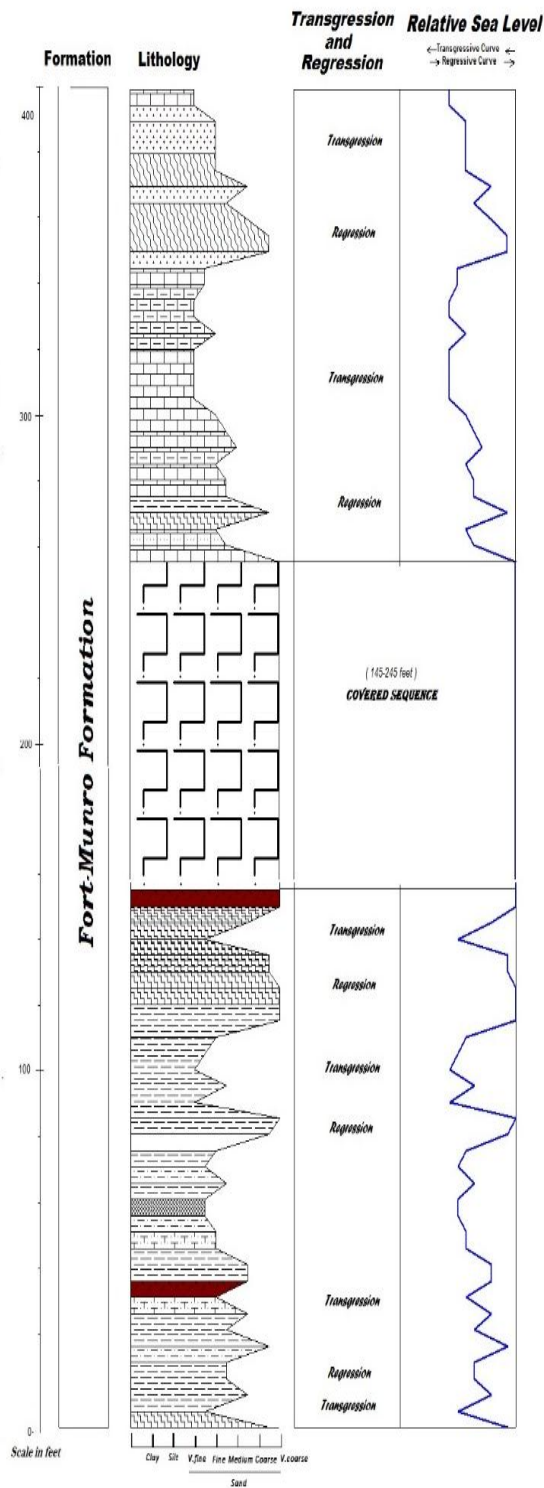 Transgression
and
Regression
Relative Sea Level
←Transgressive Curve ←
→ Regressive Curve →
Formation
Lithology
400
Transgression
Regression
Transgression
300
Regression
Fort-Munro Formation
( 145-245 feet )
COVERED SEQUENCE
200
Transgression
Regression
100
Transgression
Regression
Transgression
Regression
Transgression
0
Scale in feet
Clay Silt V.fine Fine Medium Coarse V.coarse
Sand